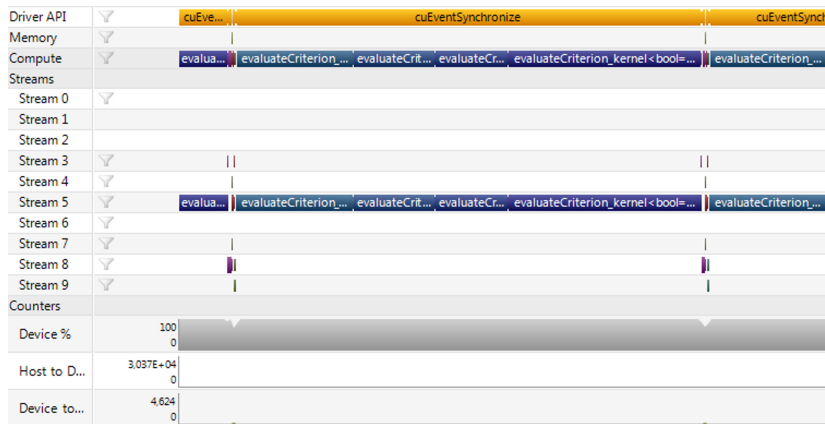 Driver API cuEve... cuEventSynchronize cuEventSynch
Memory
Compute evalua... evaluateCriterion_... evaluateCrit... evaluateCr... evaluateCriterion_kernel<bool=... evaluateCriterion_...
Streams
Stream 0
Stream 1
Stream 2
Stream 3
Stream 4
Stream 5 evalua... evaluateCriterion_... evaluateCrit... evaluateCr... evaluateCriterion_kernel<bool=... evaluateCriterion_...
Stream 6
Stream 7
Stream 8
Stream 9
Counters
Device % 100
0
Host to D... 3,037E+04
0
Device to... 4,624
0